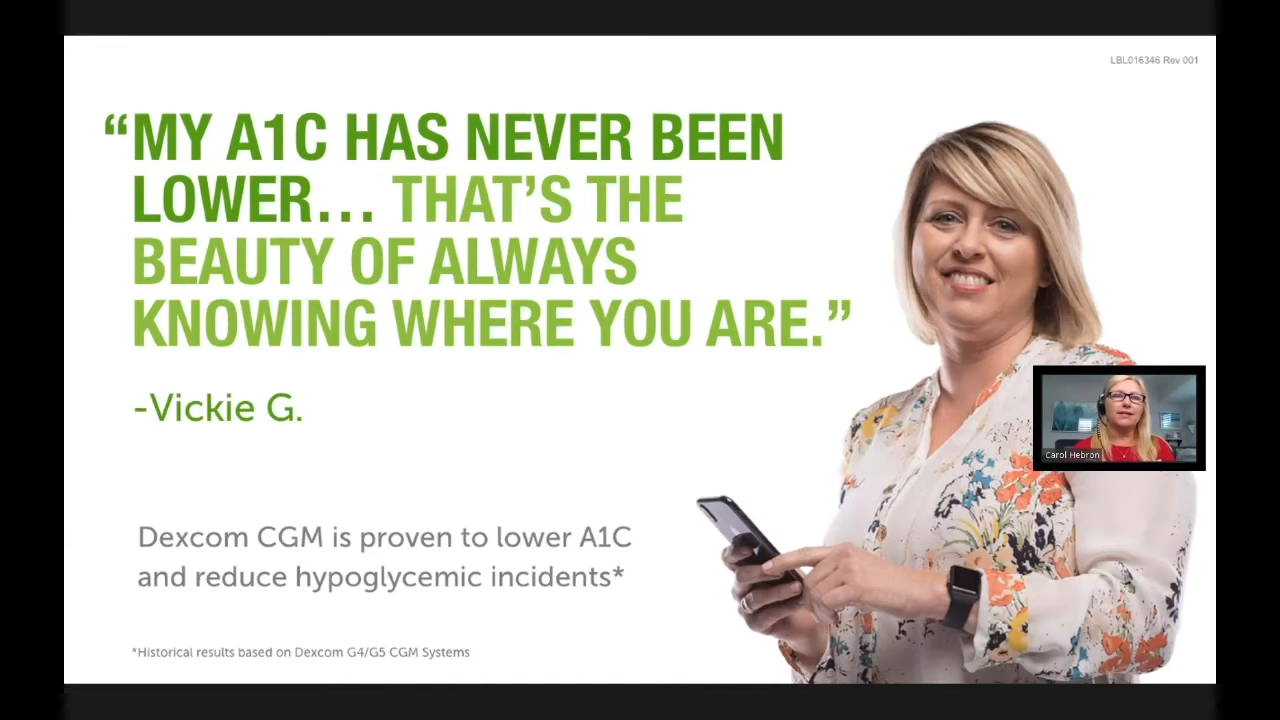 LBL016346 Rev 001
“MY A1C HAS NEVER BEEN
LOWER… THAT’S THE
BEAUTY OF ALWAYS
KNOWING WHERE YOU ARE.”
-Vickie G.
Carol Hebron
Dexcom CGM is proven to lower A1C
and reduce hypoglycemic incidents*
*Historical results based on Dexcom G4/G5 CGM Systems